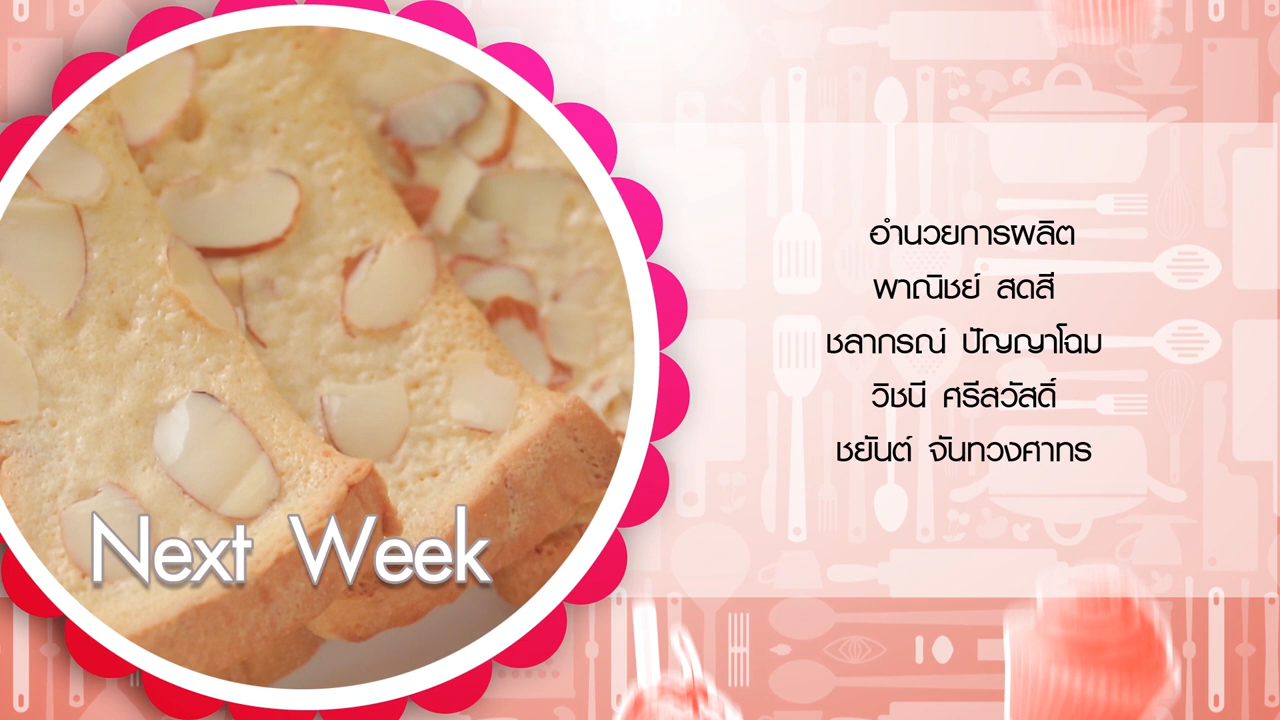 Next Week
อำนวยการผลิต
พาณิชย์ สดสี
ชลากรณ์ ปัญญาโฉม
วิชนี ศรีสวัสดิ์
ชยันต์ จันทวงศาทร